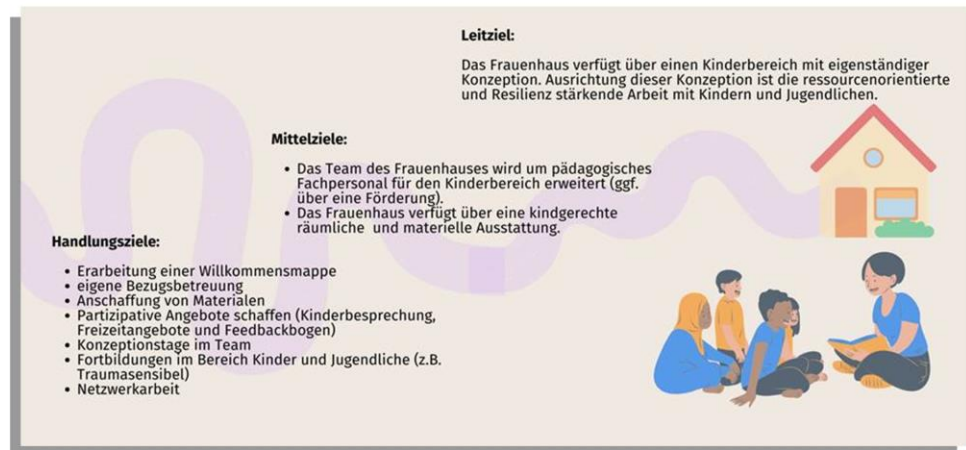 Leitziel:
Das Frauenhaus verfügt über einen Kinderbereich mit eigenständiger
Konzeption. Ausrichtung dieser Konzeption ist die ressourcenorientierte
und Resilienz stärkende Arbeit mit Kindern und Jugendlichen.
Mittelziele:
• Das Team des Frauenhauses wird um pädagogisches
Fachpersonal für den Kinderbereich erweitert (ggf.
über eine Förderung).
• Das Frauenhaus verfügt über eine kindgerechte
räumliche und materielle Ausstattung.
Handlungsziele:
• Erarbeitung einer Willkommensmappe
• eigene Bezugsbetreuung
• Anschaffung von Materialen
• Partizipative Angebote schaffen (Kinderbesprechung,
Freizeitangebote und Feedbackbogen)
• Konzeptionstage im Team
• Fortbildungen im Bereich Kinder und Jugendliche (z.B.
Traumasensibel)
• Netzwerkarbeit